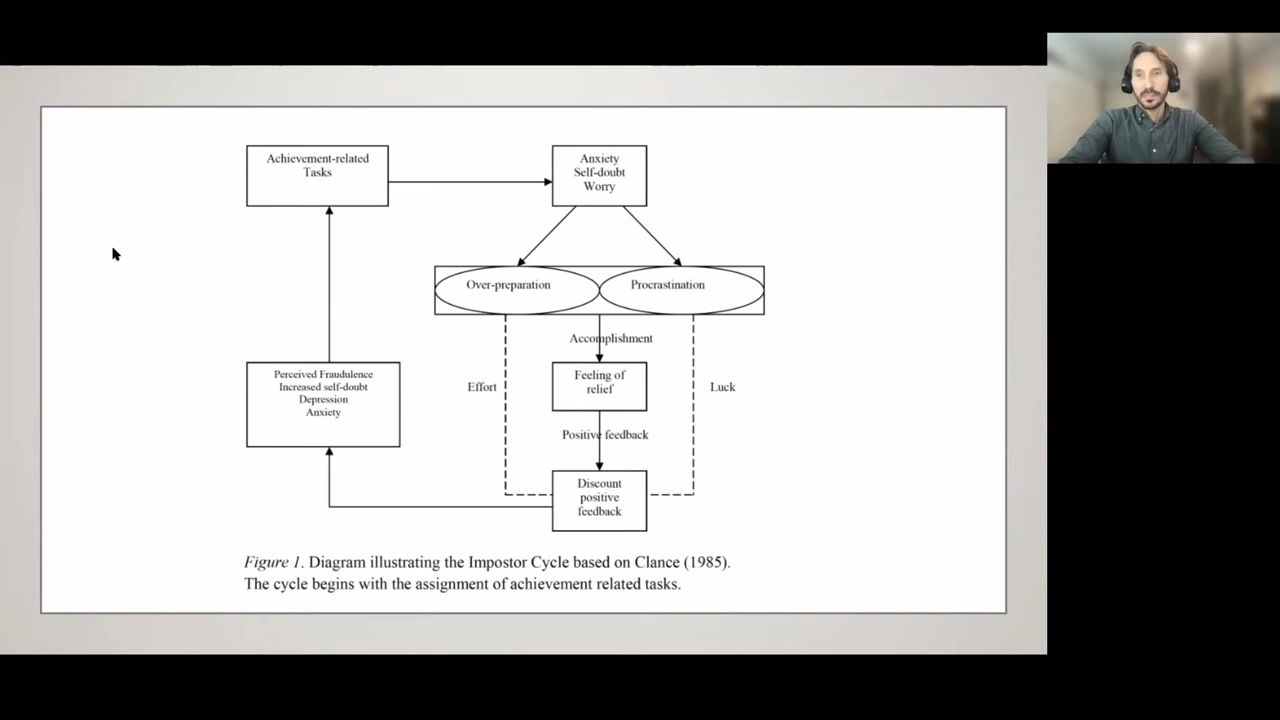 Achievement-related
Tasks
Anxiety
Self-doubt
Worry
Over-preparation
Procrastination
Accomplishment
Effort
Feeling of
relief
Luck
Positive feedback
Discount
positive
feedback
Perceived Fraudulence
Increased self-doubt
Depression
Anxiety
Figure 1. Diagram illustrating the Impostor Cycle based on Clance (1985).
The cycle begins with the assignment of achievement related tasks.